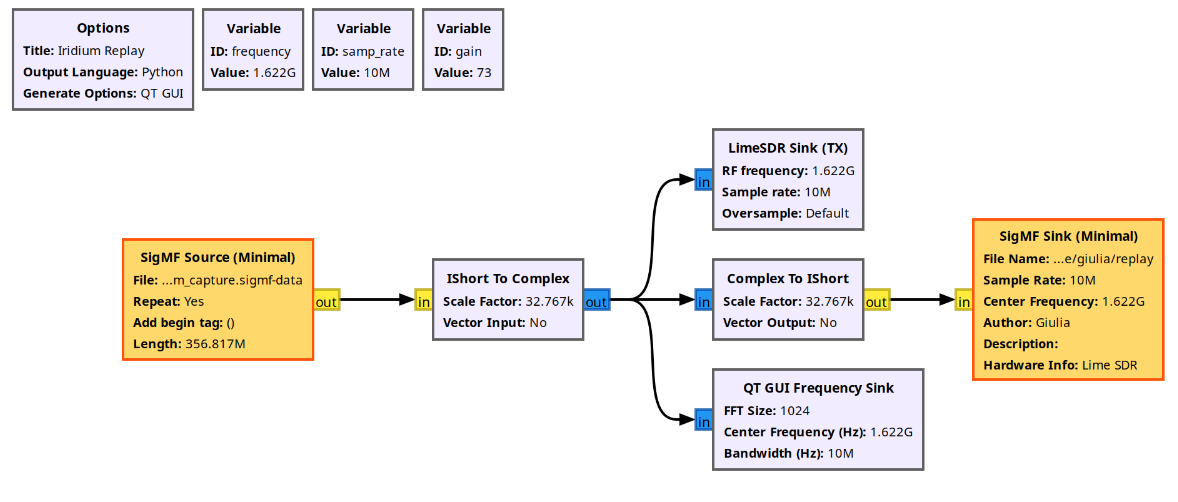 Options
Title: Iridium Replay
Output Language: Python
Generate Options: QT GUI
Variable
ID: frequency
Value: 1.622G
Variable
ID: samp_rate
Value: 10M
Variable
ID: gain
Value: 73
SigMF Source (Minimal)
File: ...m_capture.sigmf-data
Repeat: Yes
Add begin tag: ()
Length: 356.817M
out
in
IShort To Complex
Scale Factor: 32.767k
Vector Input: No
out
in
LimeSDR Sink (TX)
RF frequency: 1.622G
Sample rate: 10M
Oversample: Default
in
Complex To IShort
Scale Factor: 32.767k
Vector Output: No
out
in
QT GUI Frequency Sink
FFT Size: 1024
Center Frequency (Hz): 1.622G
Bandwidth (Hz): 10M
in
SigMF Sink (Minimal)
File Name: ...e/giulia/replay
Sample Rate: 10M
Center Frequency: 1.622G
Author: Giulia
Description:
Hardware Info: Lime SDR